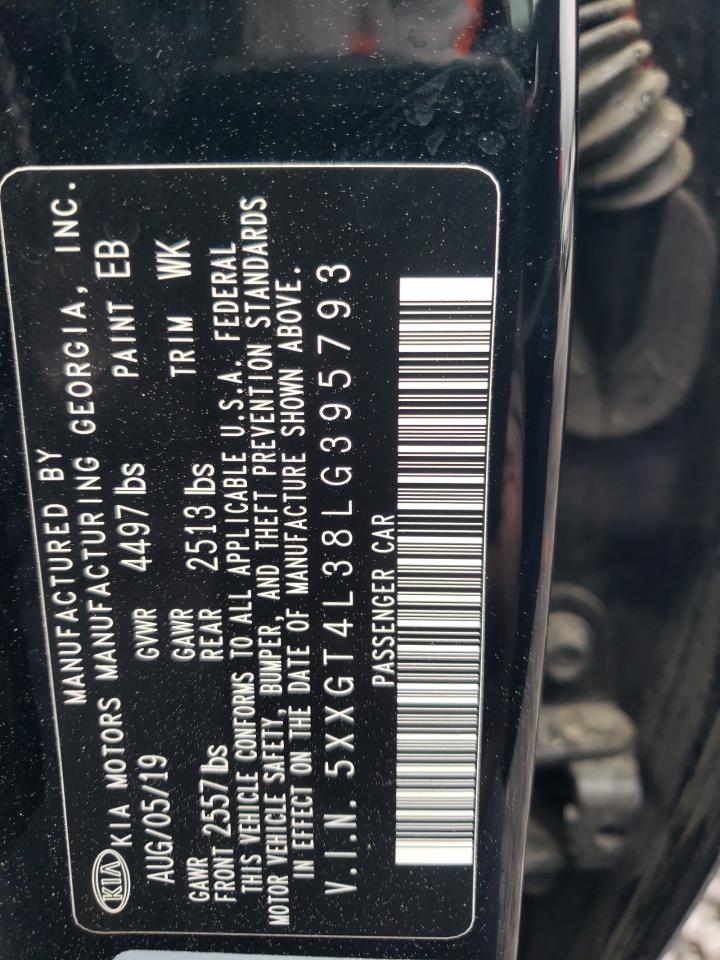 MANUFACTURED BY
KIA KIA MOTORS MANUFACTURING GEORGIA, INC.
AUG/05/19 GVWR 4497 lbs PAINT EB
GAWR FRONT 2557 lbs GAWR REAR 2513 lbs TRIM WK
THIS VEHICLE CONFORMS TO ALL APPLICABLE U.S.A. FEDERAL
MOTOR VEHICLE SAFETY, BUMPER, AND THEFT PREVENTION STANDARDS
IN EFFECT ON THE DATE OF MANUFACTURE SHOWN ABOVE.
V.I.N. 5XXGT4L38LG395793
PASSENGER CAR